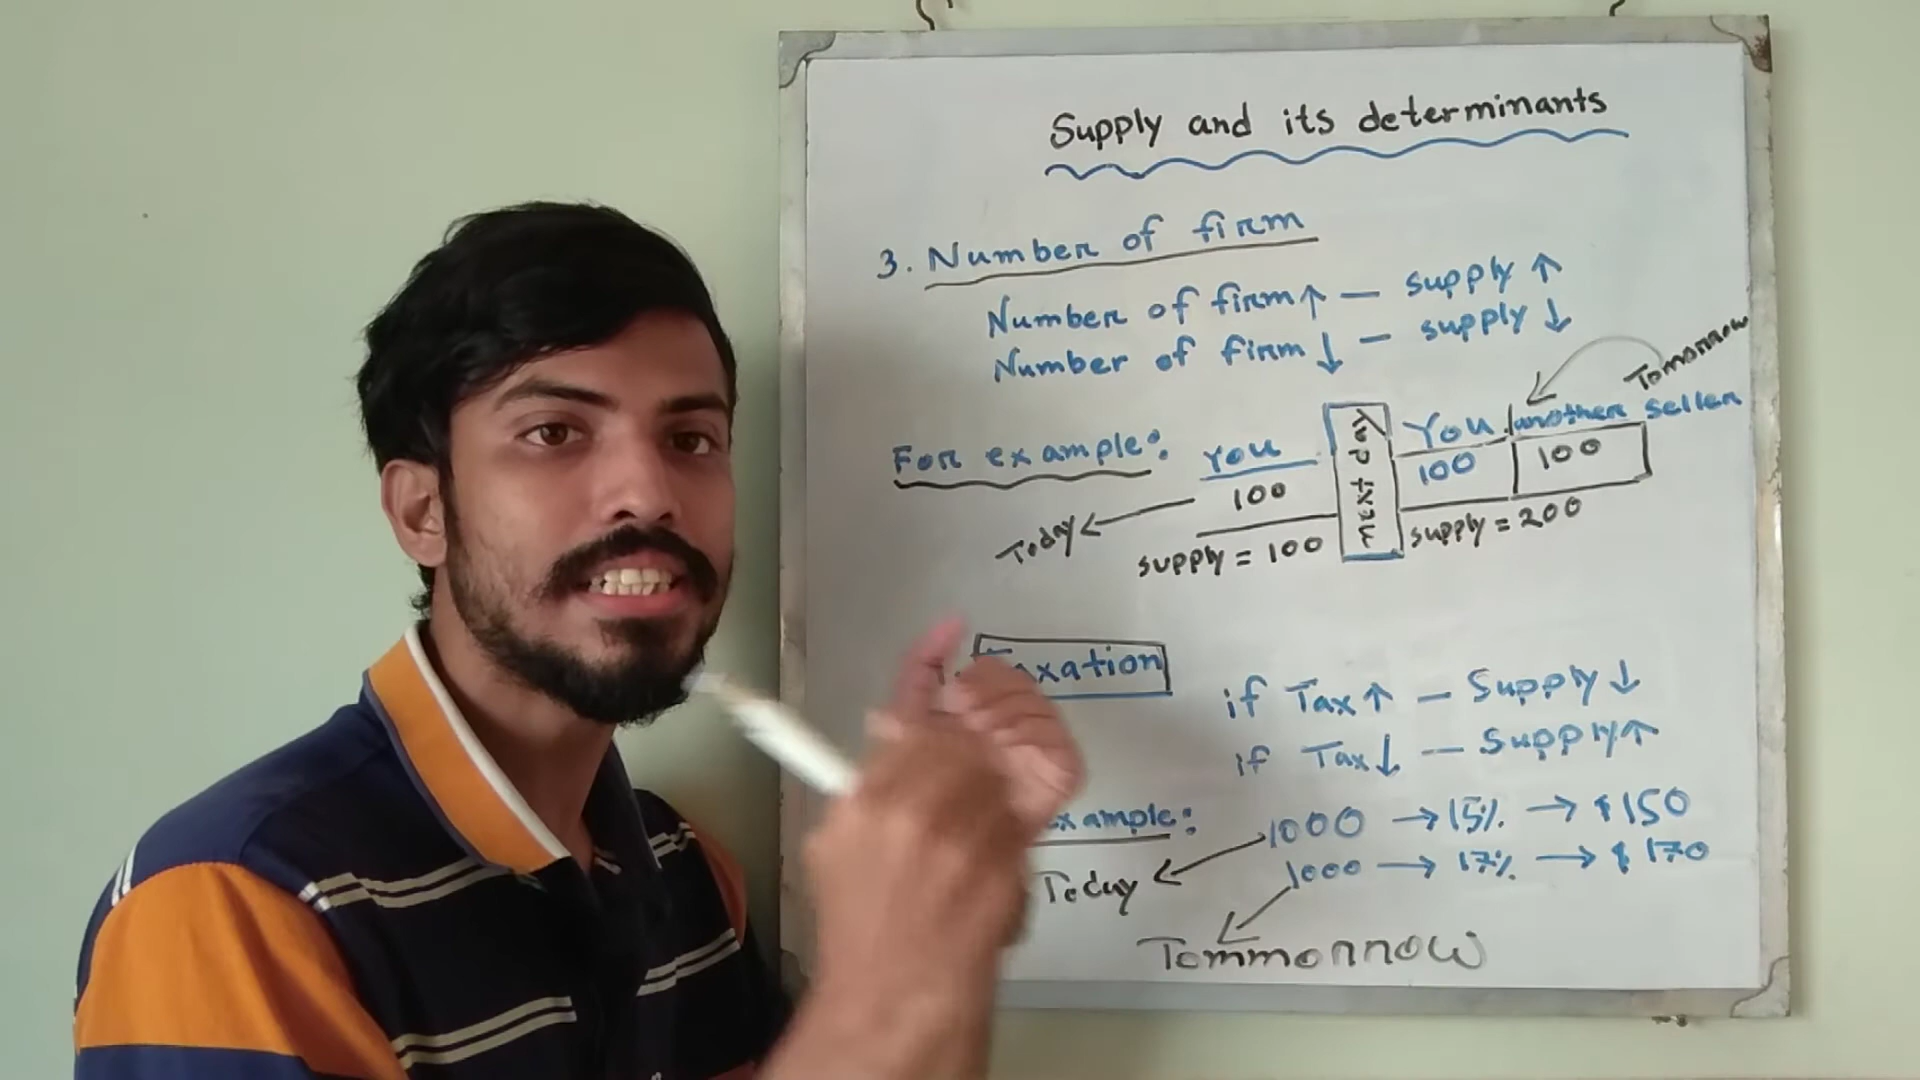 Supply and its determinants
3. Number of firm
Number of firm ↑ — supply ↑
Number of firm ↓ — supply ↓
Tomorrow
For example: You
100
Today
supply = 100
next day
You another seller
100 100
supply = 200
Taxation
if Tax ↑ — Supply ↓
if Tax ↓ — Supply ↑
example: 1000 → 15% → $150
1000 → 17% → $170
Today
Tommorrow